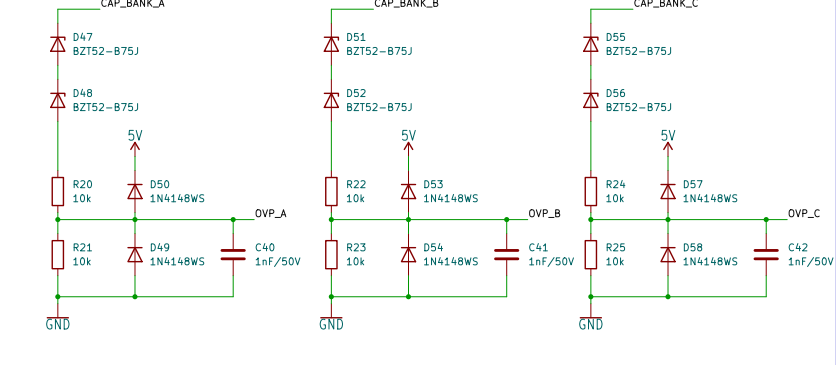 CAP_BANK_A
CAP_BANK_B
CAP_BANK_C
D47
BZT52-B75J
D51
BZT52-B75J
D55
BZT52-B75J
D48
BZT52-B75J
D52
BZT52-B75J
D56
BZT52-B75J
5V
5V
5V
R20
10k
D50
1N4148WS
R22
10k
D53
1N4148WS
R24
10k
D57
1N4148WS
OVP_A
OVP_B
OVP_C
R21
10k
D49
1N4148WS
C40
1nF/50V
R23
10k
D54
1N4148WS
C41
1nF/50V
R25
10k
D58
1N4148WS
C42
1nF/50V
GND
GND
GND